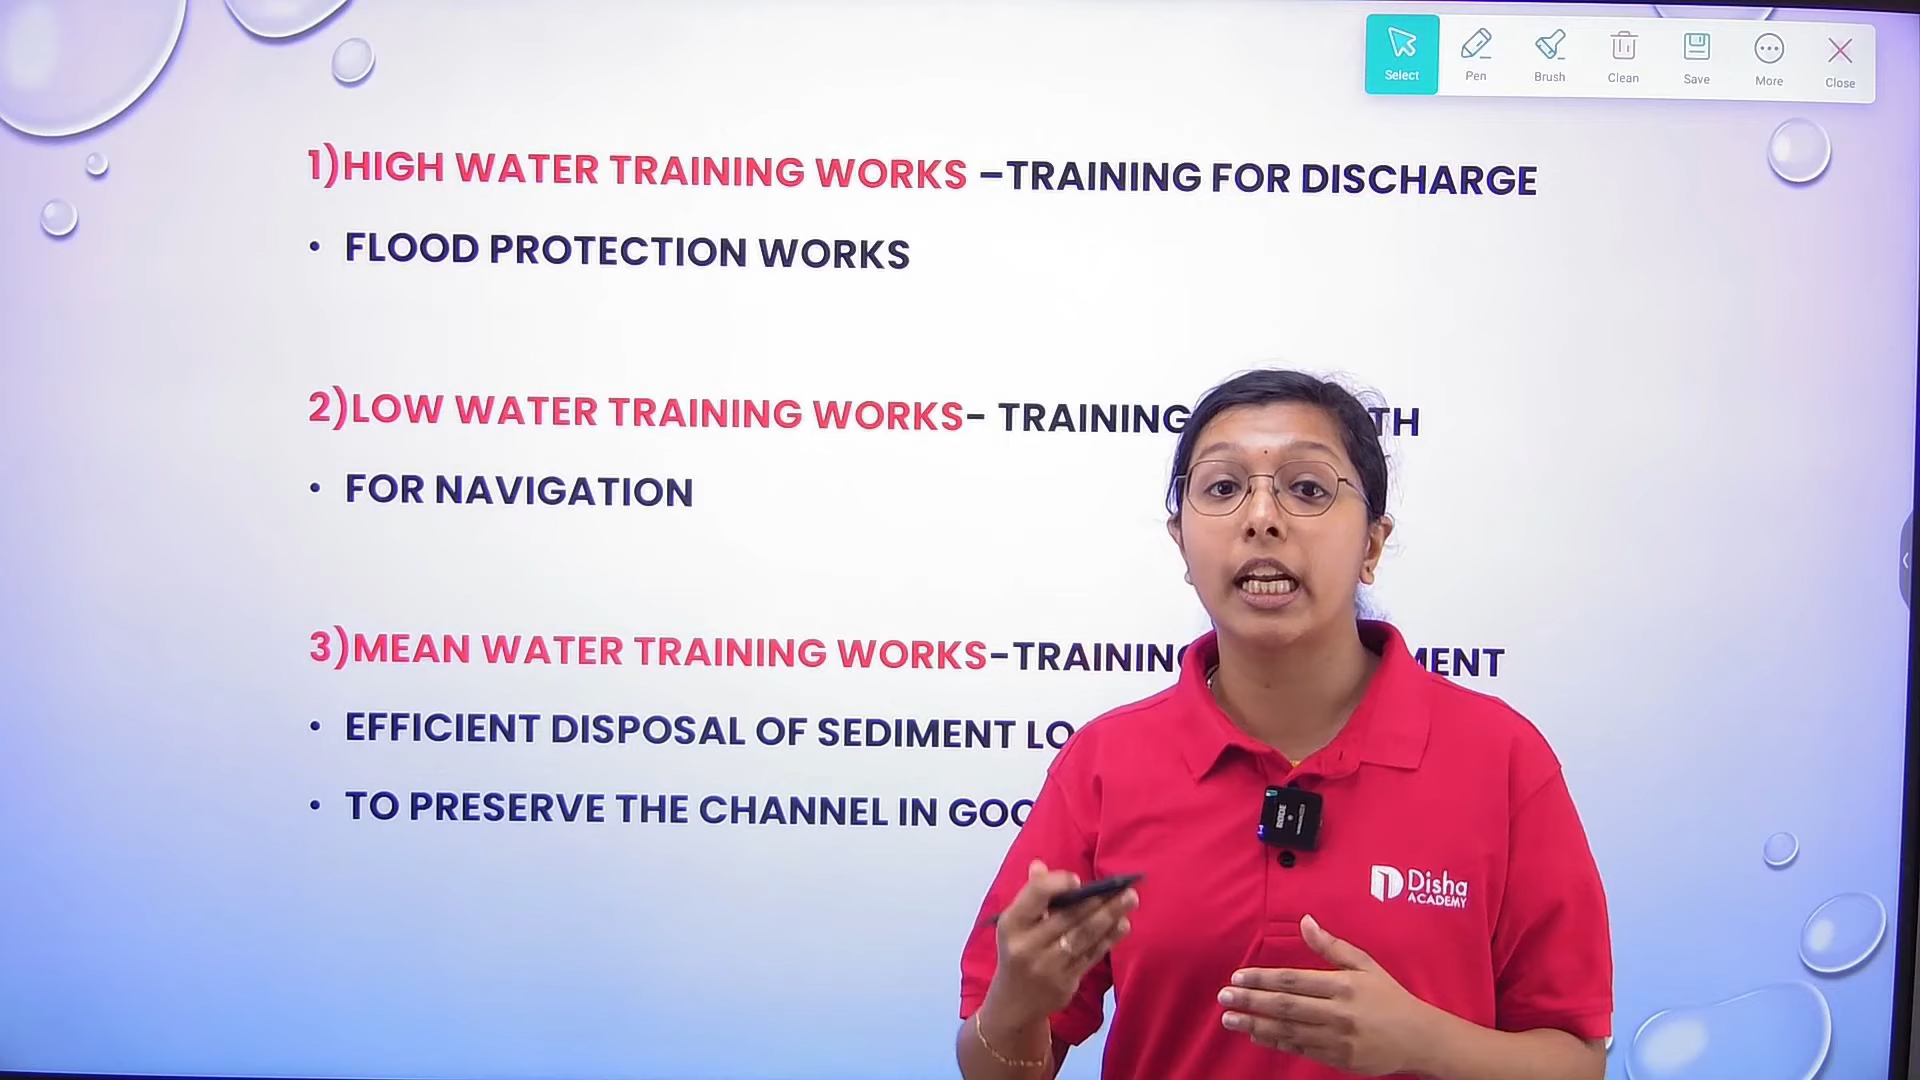 Select Pen Brush Clean Save More Close
1)HIGH WATER TRAINING WORKS –TRAINING FOR DISCHARGE
• FLOOD PROTECTION WORKS
2)LOW WATER TRAINING WORKS- TRAINING
• FOR NAVIGATION
3)MEAN WATER TRAINING WORKS-TRAINING
• EFFICIENT DISPOSAL OF SEDIMENT
• TO PRESERVE THE CHANNEL IN
RODE
Disha
ACADEMY